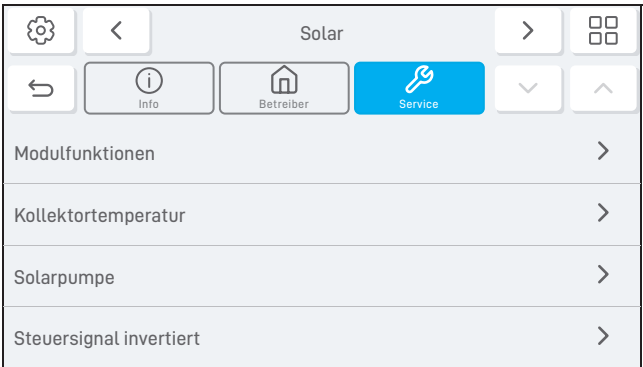 Solar
Info
Betreiber
Service
Modulfunktionen
Kollektortemperatur
Solarpumpe
Steuersignal invertiert